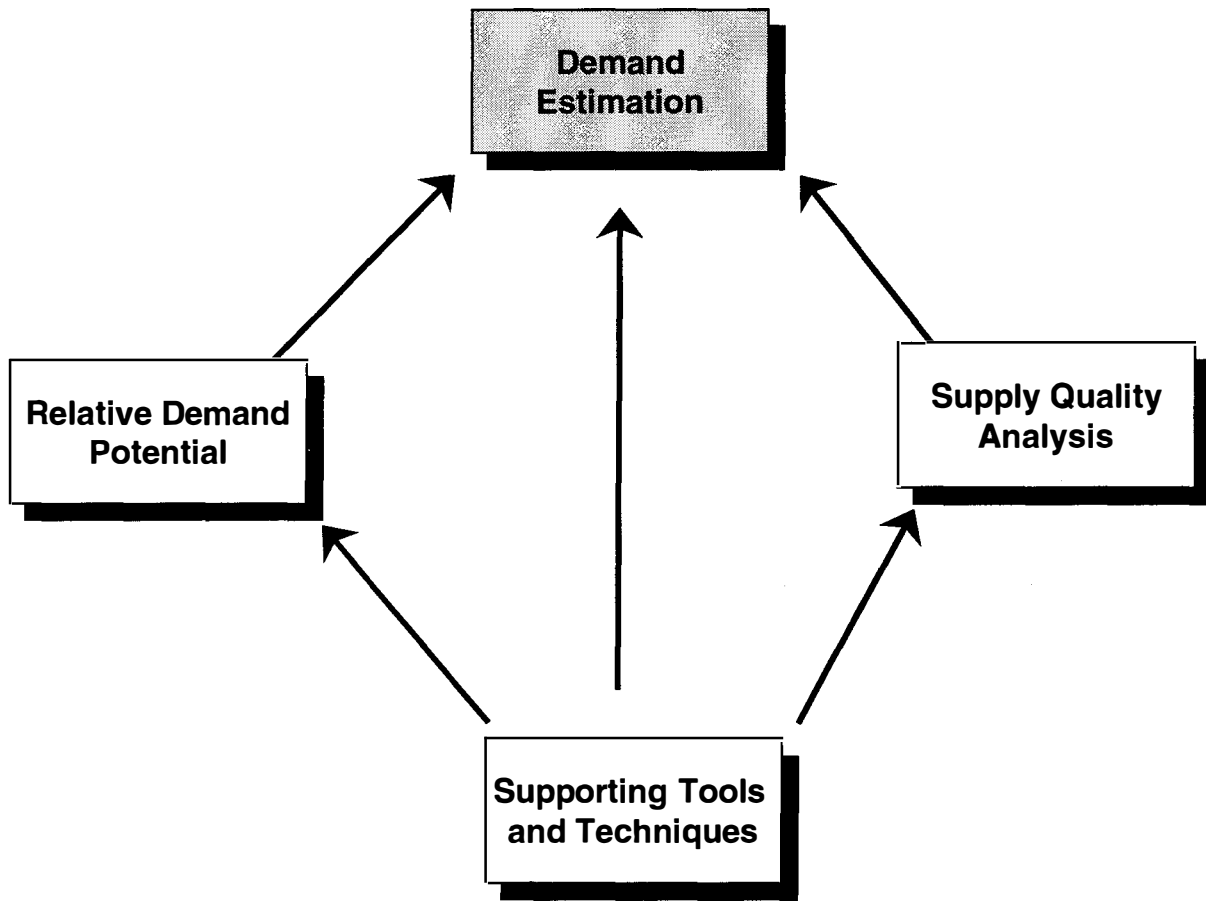 Demand
Estimation
Relative Demand
Potential
Supply Quality
Analysis
Supporting Tools
and Techniques